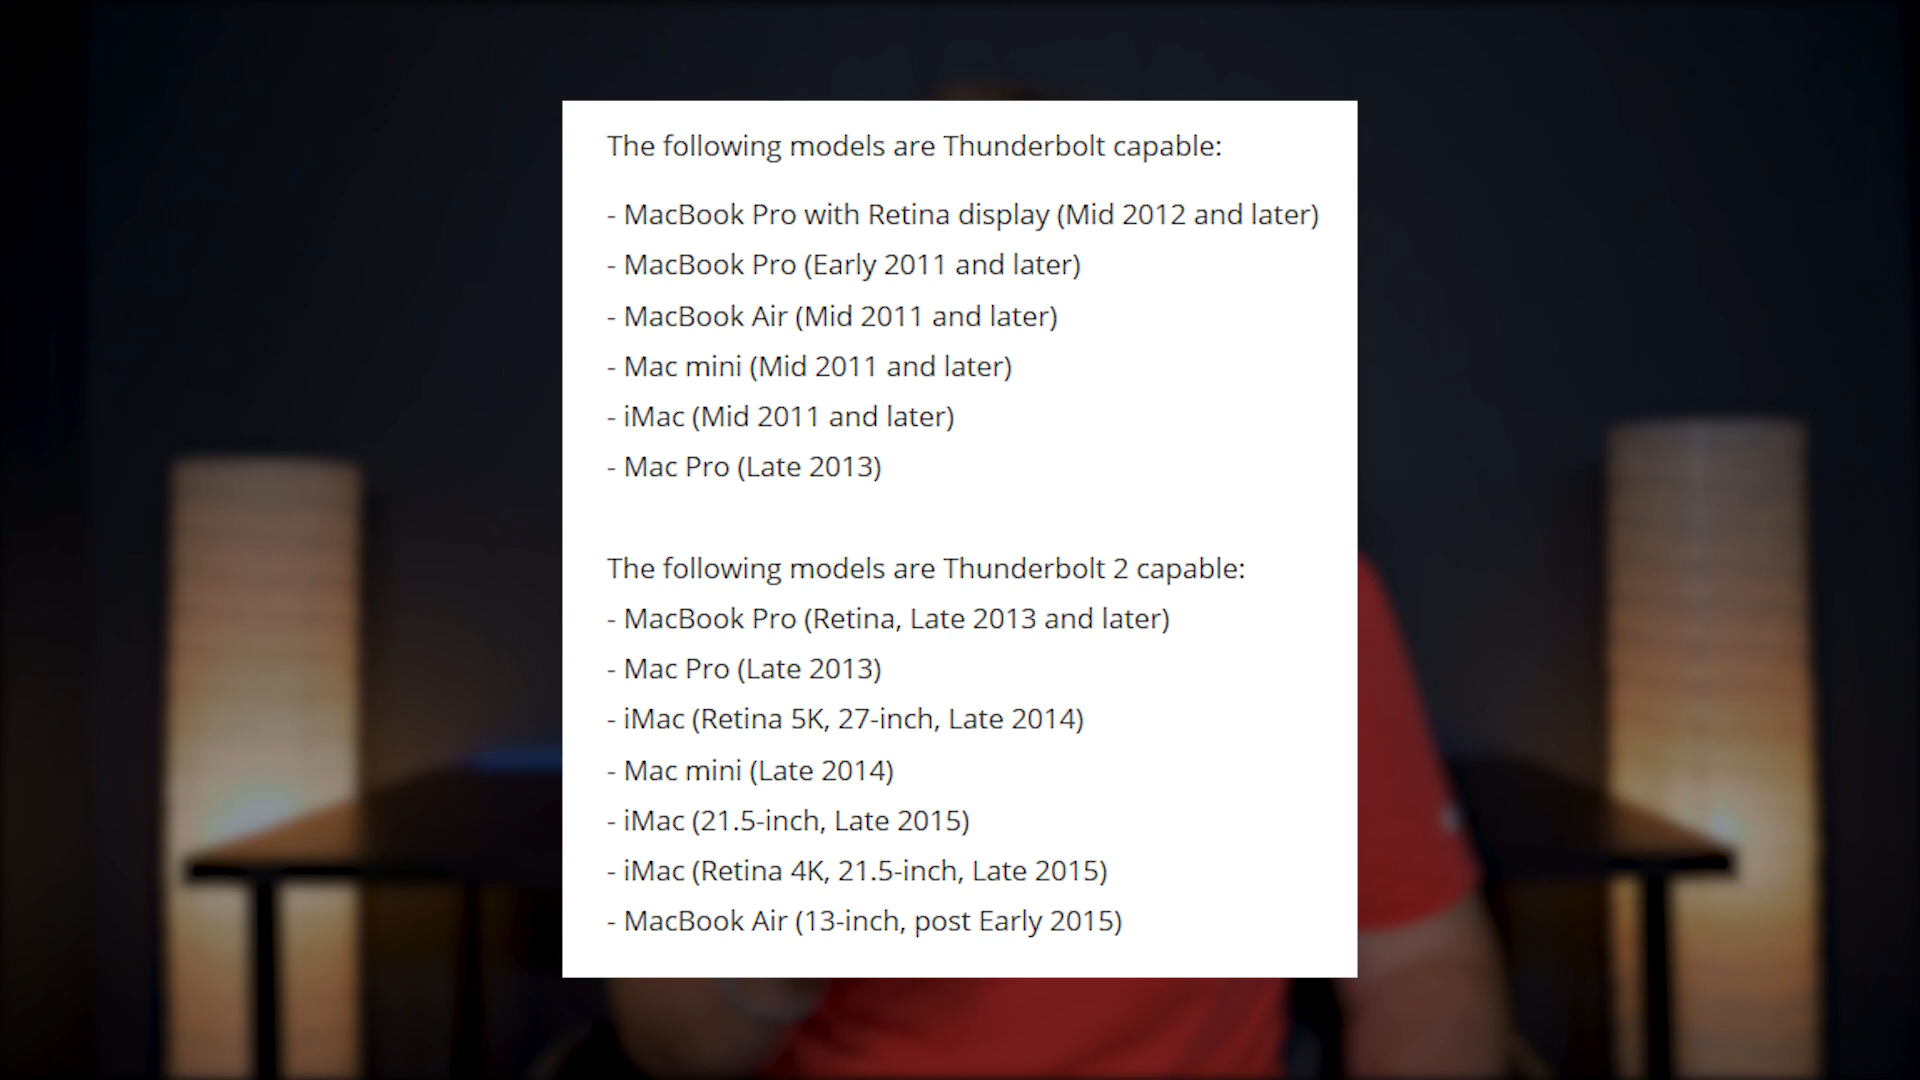 The following models are Thunderbolt capable:
- MacBook Pro with Retina display (Mid 2012 and later)
- MacBook Pro (Early 2011 and later)
- MacBook Air (Mid 2011 and later)
- Mac mini (Mid 2011 and later)
- iMac (Mid 2011 and later)
- Mac Pro (Late 2013)
The following models are Thunderbolt 2 capable:
- MacBook Pro (Retina, Late 2013 and later)
- Mac Pro (Late 2013)
- iMac (Retina 5K, 27-inch, Late 2014)
- Mac mini (Late 2014)
- iMac (21.5-inch, Late 2015)
- iMac (Retina 4K, 21.5-inch, Late 2015)
- MacBook Air (13-inch, post Early 2015)